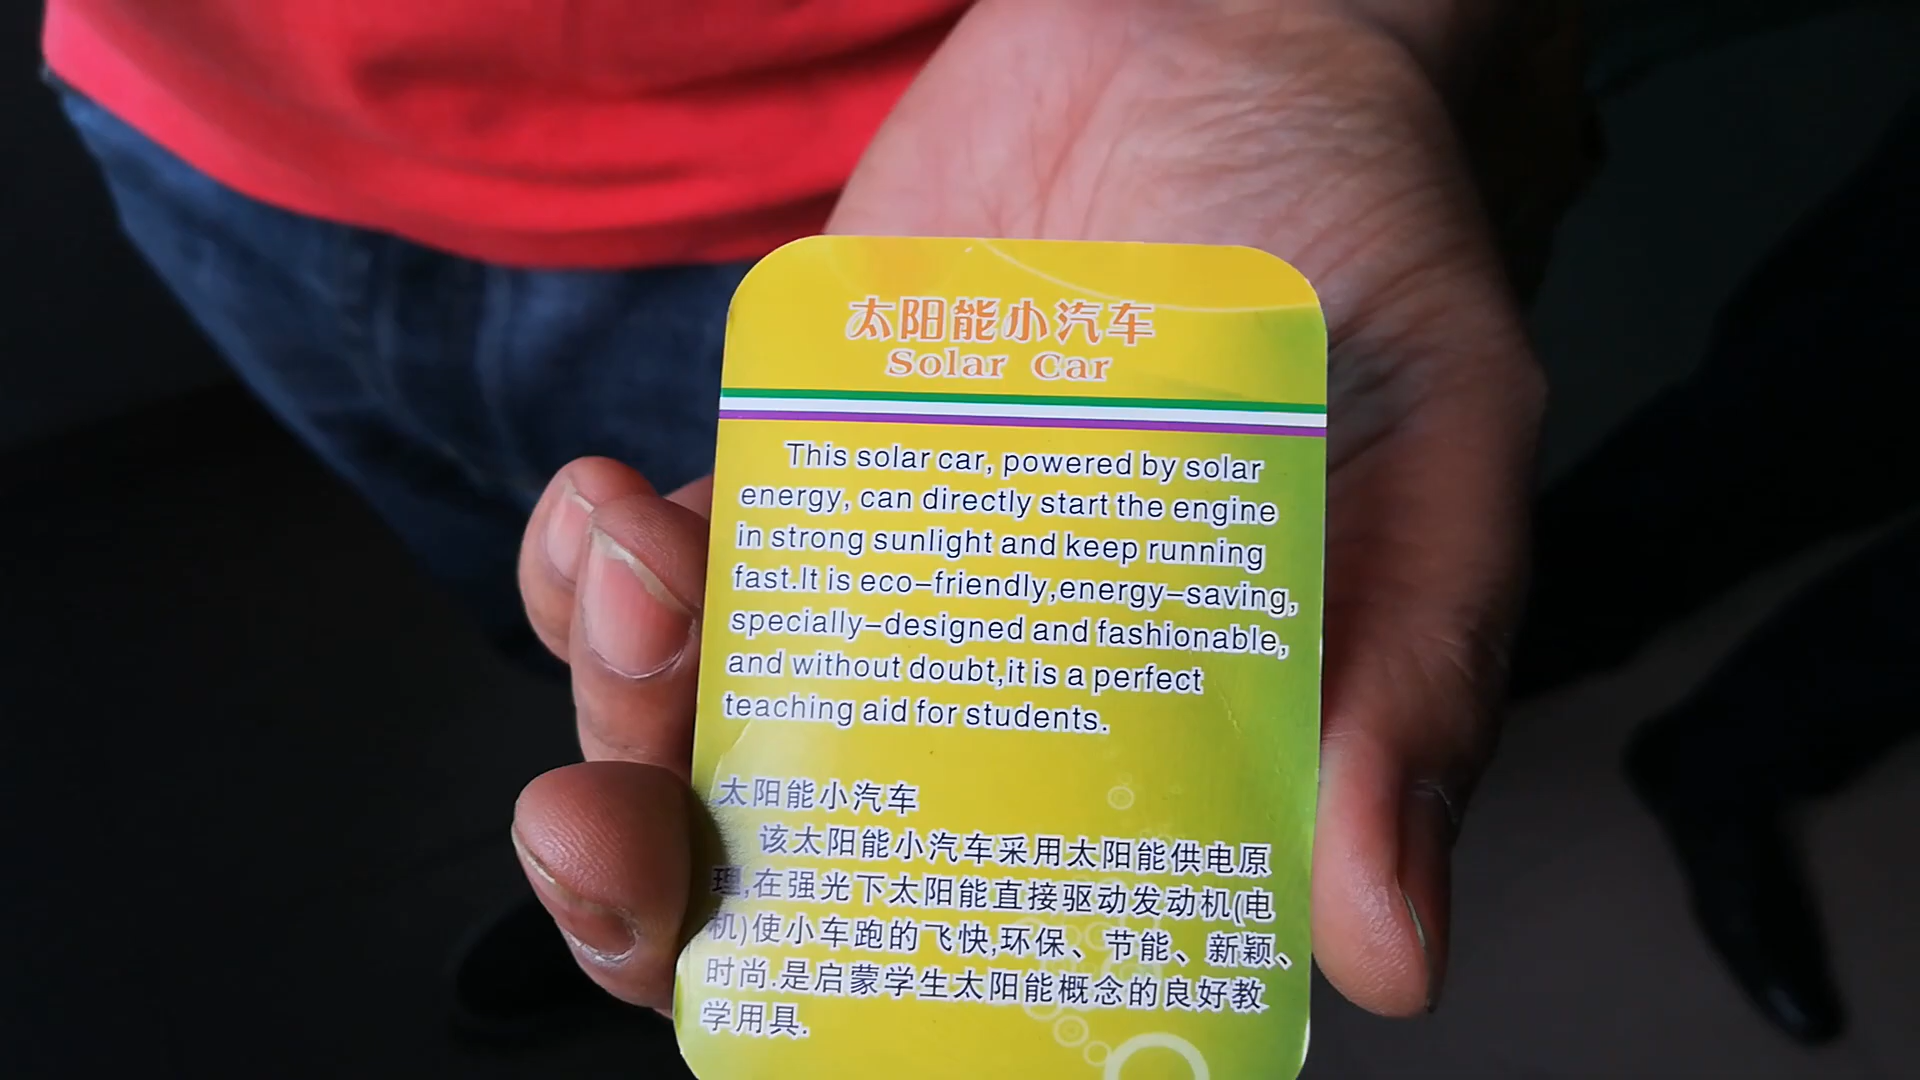 太阳能小汽车
Solar Car
This solar car, powered by solar
energy, can directly start the engine
in strong sunlight and keep running
fast.It is eco–friendly,energy–saving,
specially–designed and fashionable,
and without doubt,it is a perfect
teaching aid for students.
太阳能小汽车
该太阳能小汽车采用太阳能供电原
理,在强光下太阳能直接驱动发动机(电
机)使小车跑的飞快,环保、节能、新颖、
时尚.是启蒙学生太阳能概念的良好教
学用具.